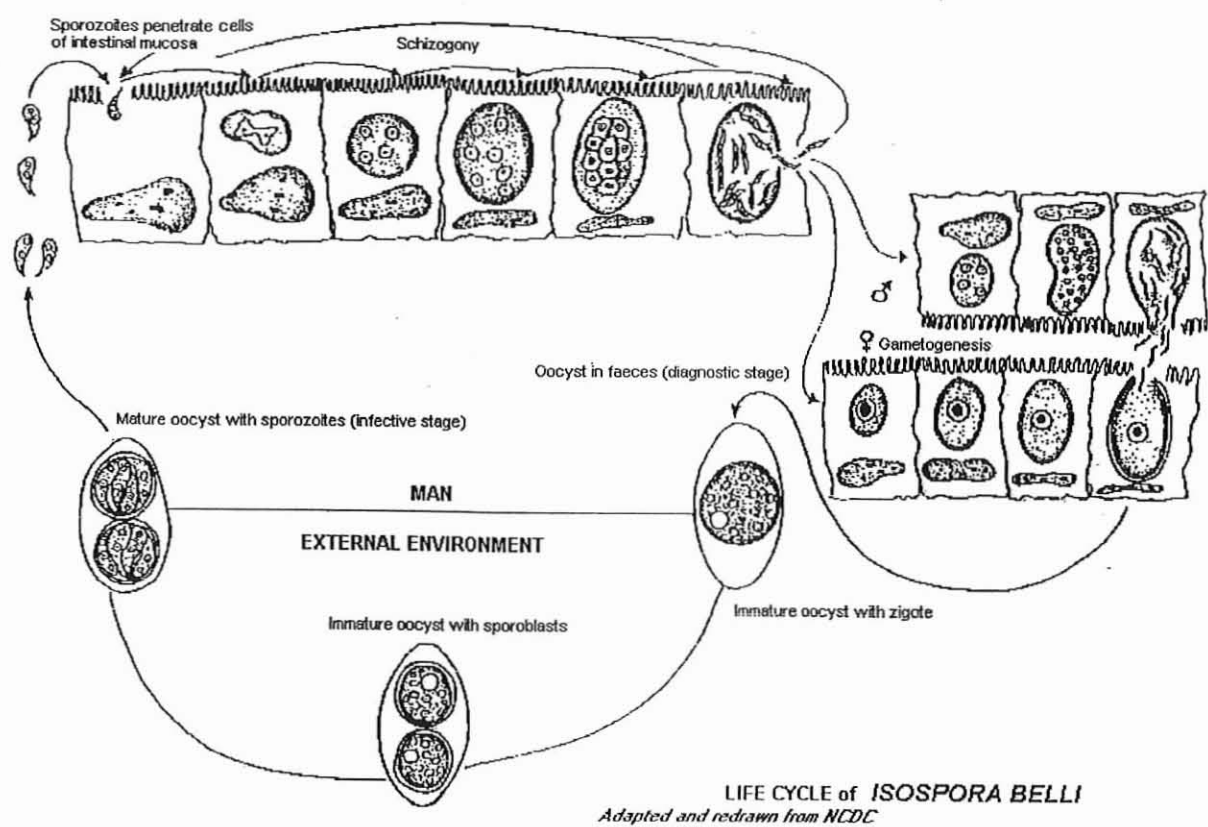 Sporozoites penetrate cells
of intestinal mucosa
Schizogony
♂
♀ Gametogenesis
Oocyst in faeces (diagnostic stage)
Mature oocyst with sporozoites (infective stage)
MAN
EXTERNAL ENVIRONMENT
Immature oocyst with zigote
Immature oocyst with sporoblasts
LIFE CYCLE of ISOSPORA BELLI
Adapted and redrawn from NCDC